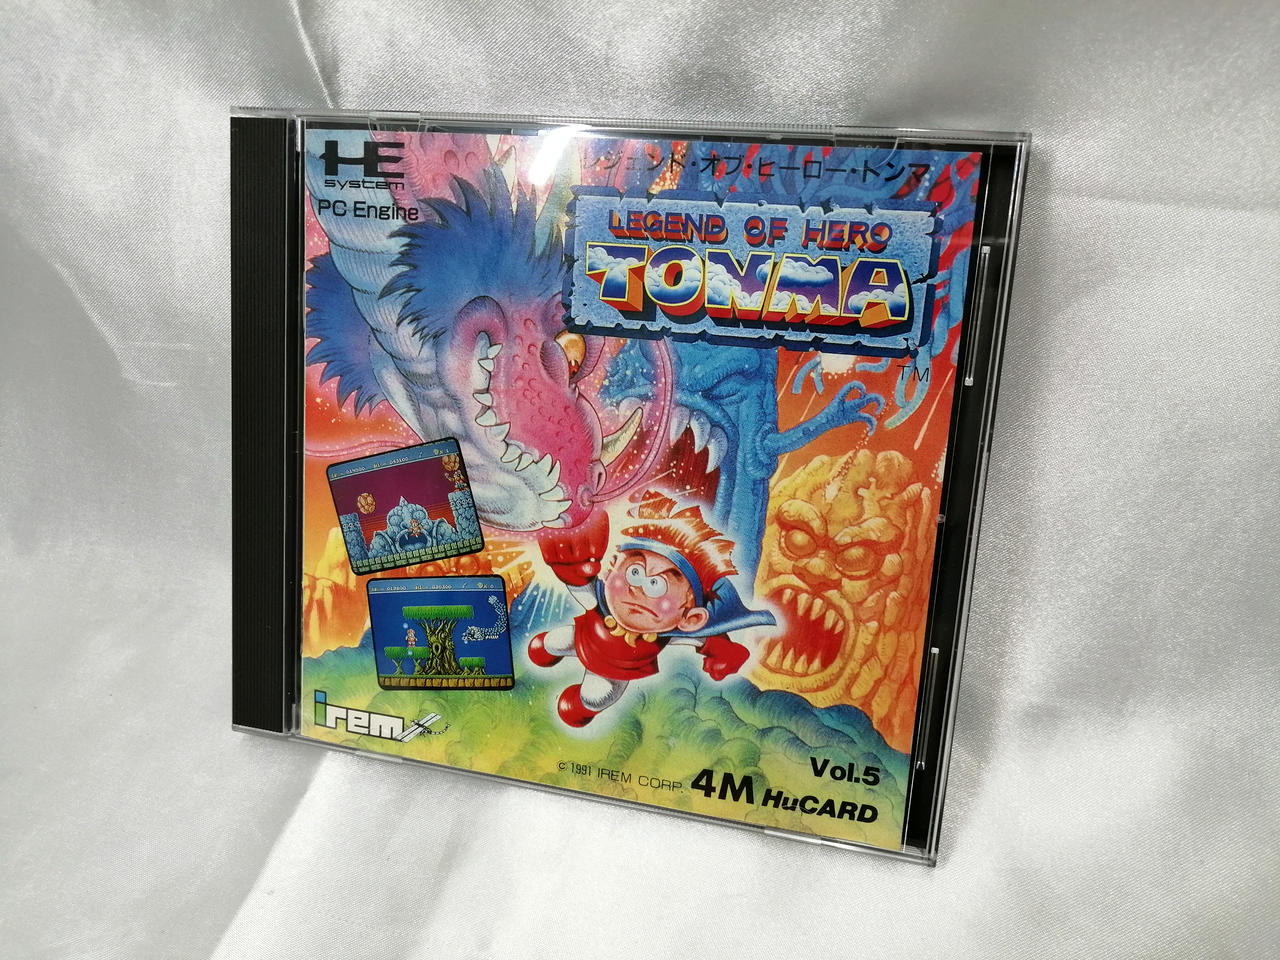 HE
system
PC Engine
レジェンド・オブ・ヒーロー・トンマ
LEGEND OF HERO
TONMA
TM
irem
© 1991 IREM CORP.
4M HuCARD
Vol.5